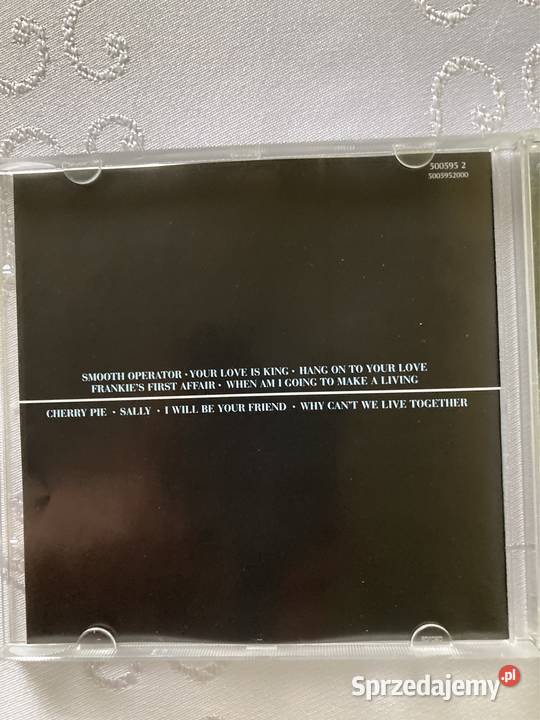 500595 2
5005952000
SMOOTH OPERATOR · YOUR LOVE IS KING · HANG ON TO YOUR LOVE
FRANKIE'S FIRST AFFAIR · WHEN AM I GOING TO MAKE A LIVING
CHERRY PIE · SALLY · I WILL BE YOUR FRIEND · WHY CAN'T WE LIVE TOGETHER
Sprzedajemy.pl